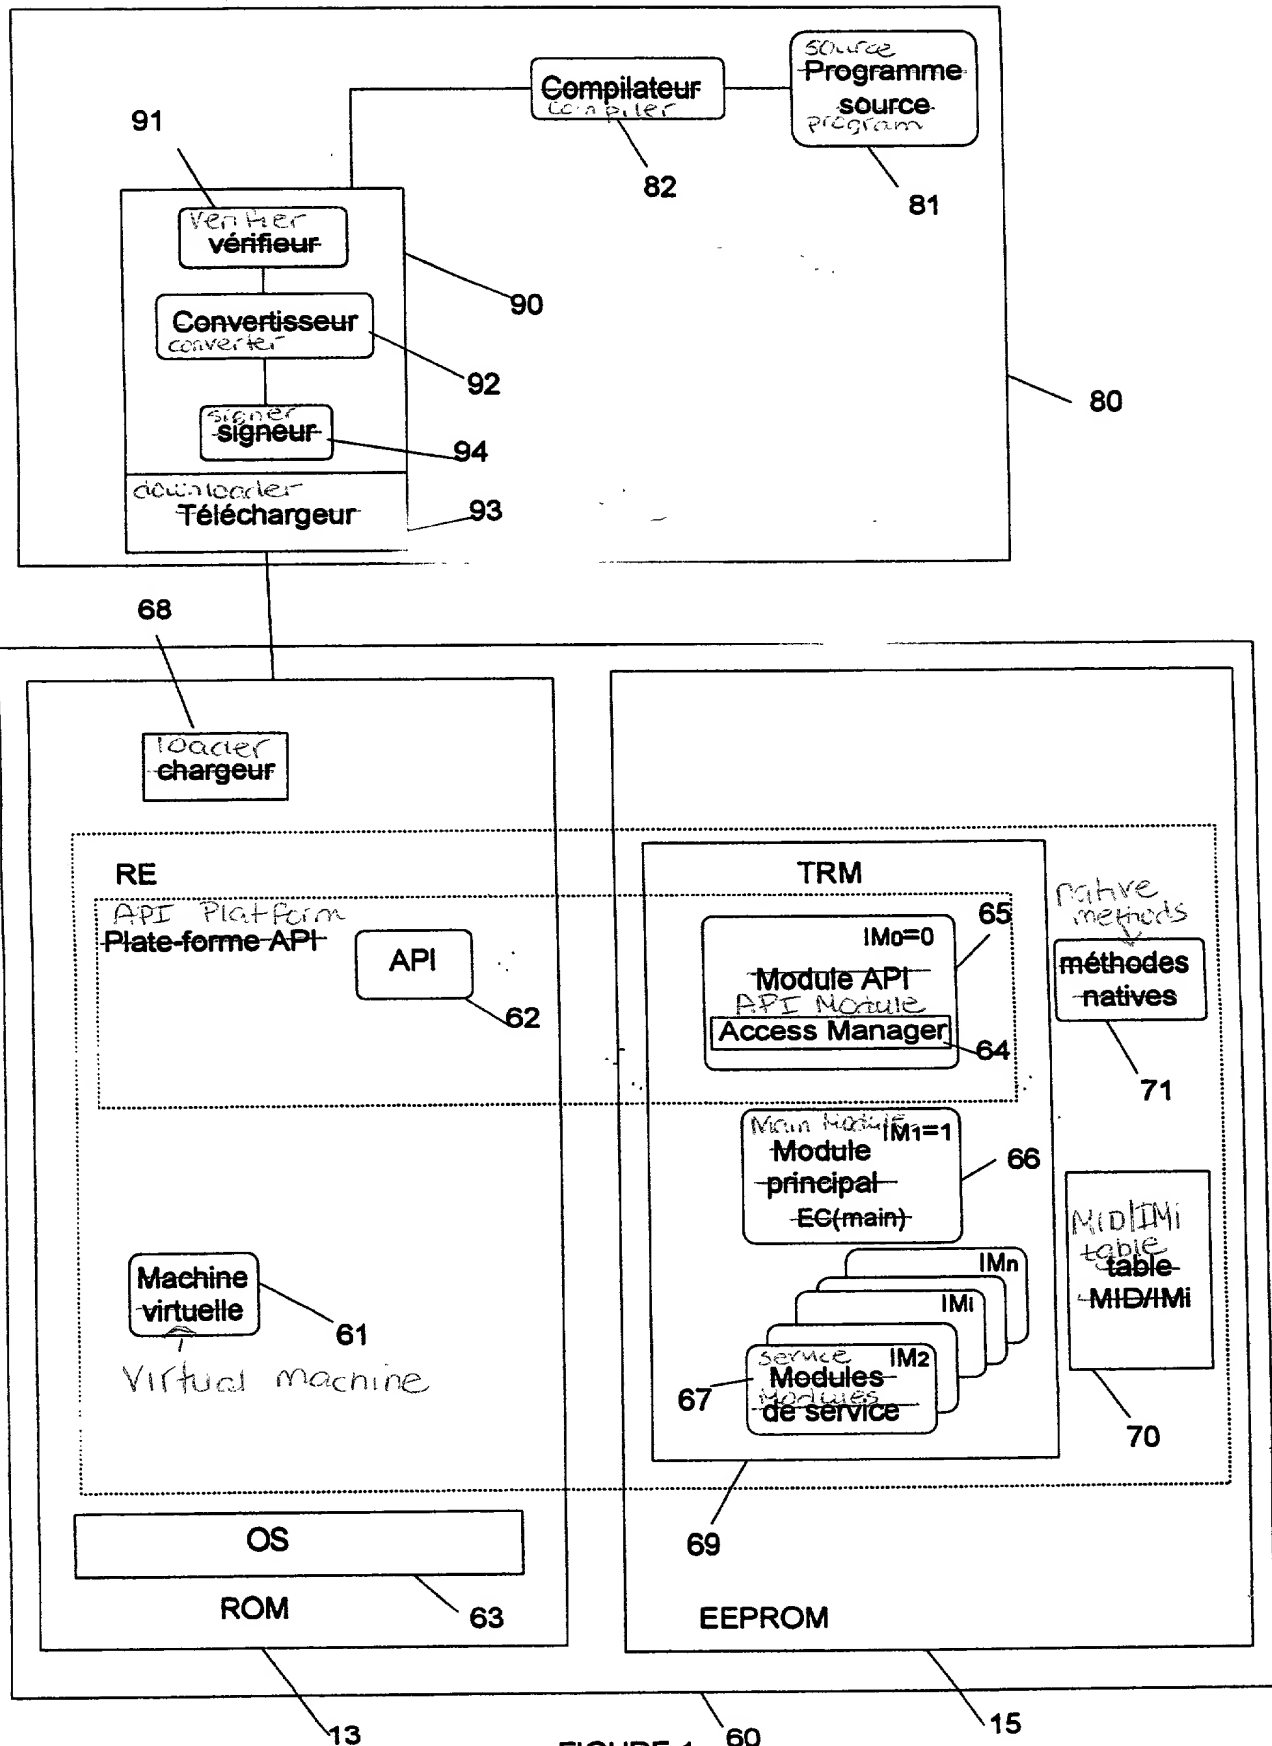 source
Programme
source
program
Compilateur
compiler
91
82
81
verifier
vérifieur
90
Convertisseur
converter
92
80
signer
signeur
94
downloader
Téléchargeur
93
68
loader
chargeur
RE
TRM
API Platform
Plate-forme API
API
62
65
IM0=0
Module API
API Module
Access Manager
64
native
methods
méthodes
natives
71
Main Module
IM1=1
Module
principal
EC(main)
66
MID/IMi
table
table
MID/IMi
70
Machine
virtuelle
61
Virtual machine
IMn
IMi
IM2
service
Modules
Modules
de service
67
69
OS
63
ROM
EEPROM
13
60
15
FIGURE 1